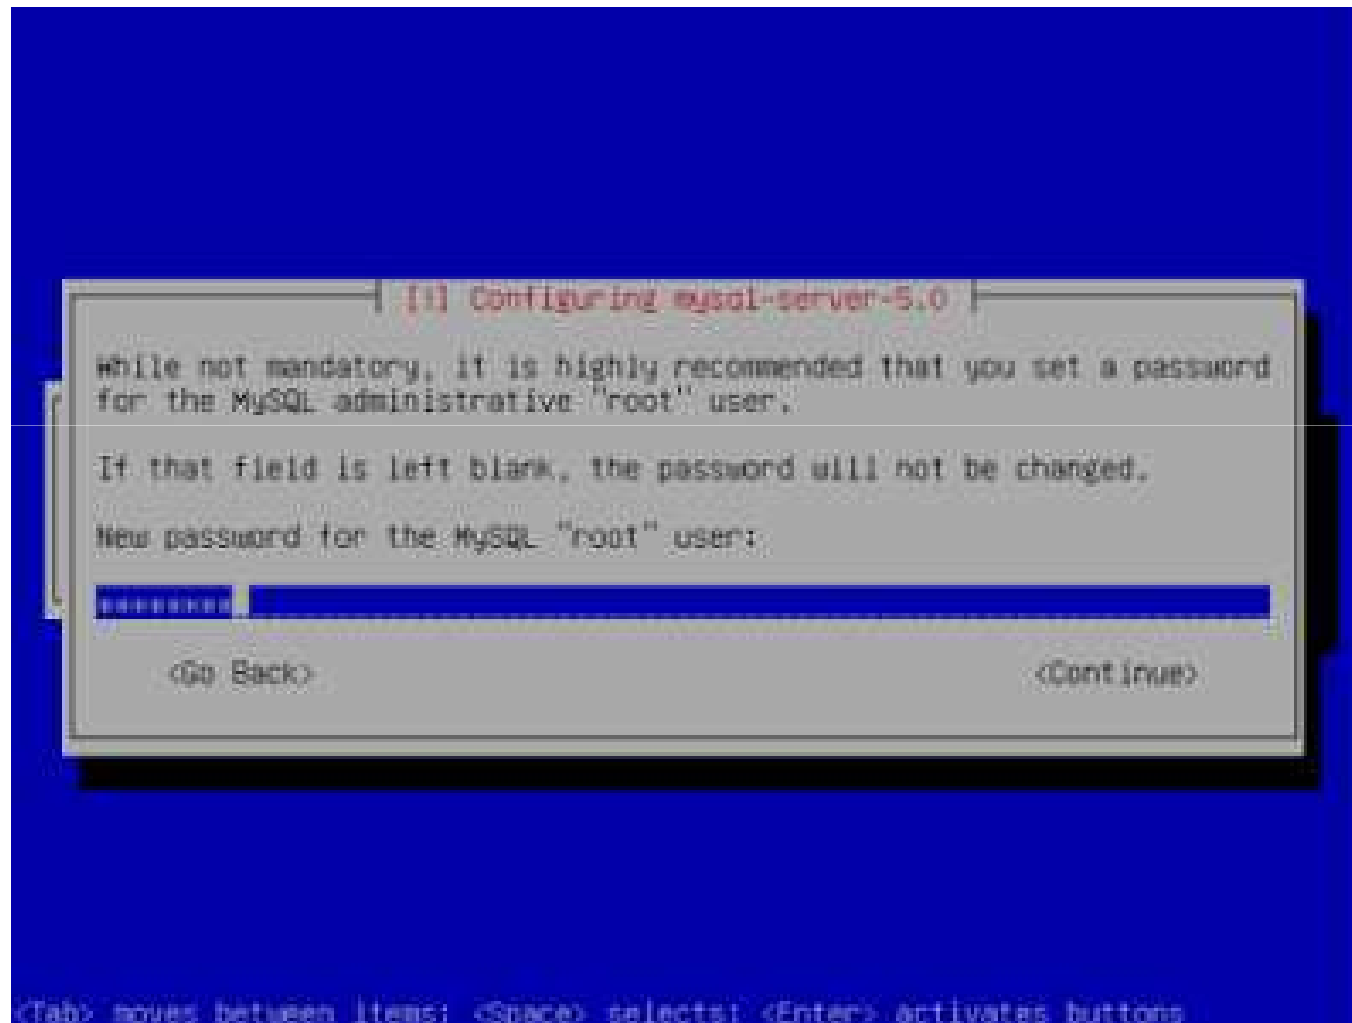 [!] Configuring mysql-server-5.0
While not mandatory, it is highly recommended that you set a password
for the MySQL administrative "root" user.
If that field is left blank, the password will not be changed.
New password for the MySQL "root" user:
********
<Go Back> <Continue>
<Tab> moves between items; <Space> selects; <Enter> activates buttons